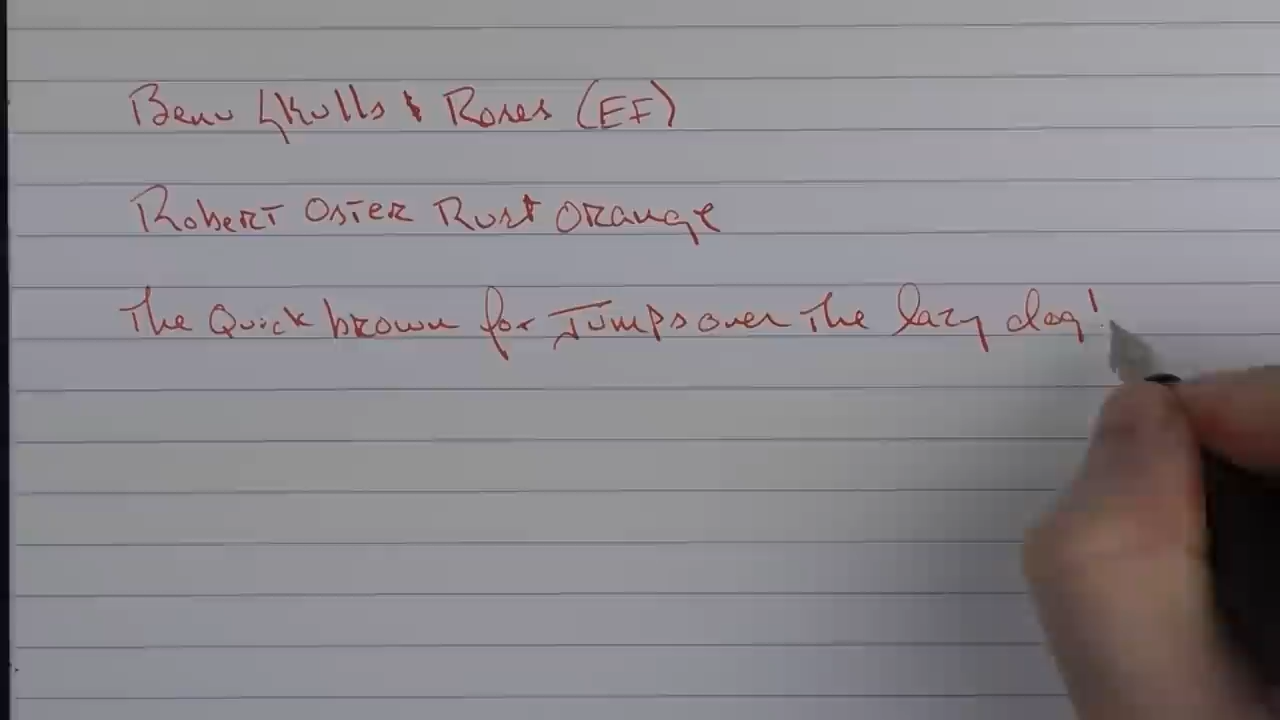 Benu Skulls & Roses (EF)
Robert Oster Rust Orange
The Quick brown fox Jumps over The lazy dog!